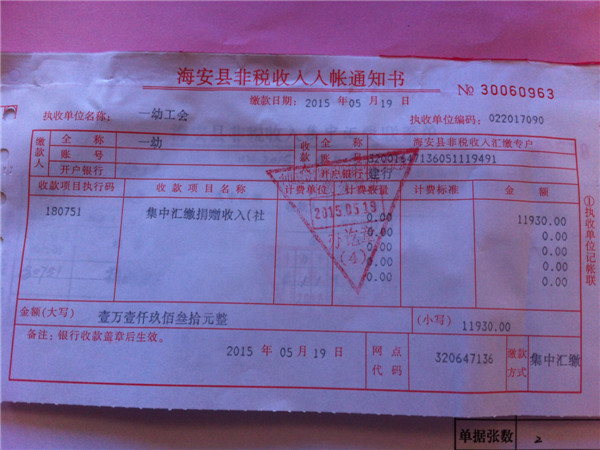 海安县非税收入入帐通知书
№ 30060963
缴款日期: 2015 年 05 月 19 日
执收单位名称: 一幼工会 执收单位编码: 022017090
缴款人 全称 一幼 收款人 全称 海安县非税收入汇缴专户
账号 账号 32001647136051119491
开户银行 开户银行 建行
收款项目执行码 收款项目名称 计费单位 计费数量 计费标准 金额
180751 集中汇缴捐赠收入(社 0.00 11930.00
0.00 0.00
0.00 0.00
0.00 0.00
0.00 0.00
2015.05.19
(4)
①执收单位记帐联
金额(大写) 壹万壹仟玖佰叁拾元整 (小写) 11930.00
备注: 银行收款盖章后生效。
2015 年 05 月 19 日 网点代码 320647136 缴款方式 集中汇缴
单据张数 2